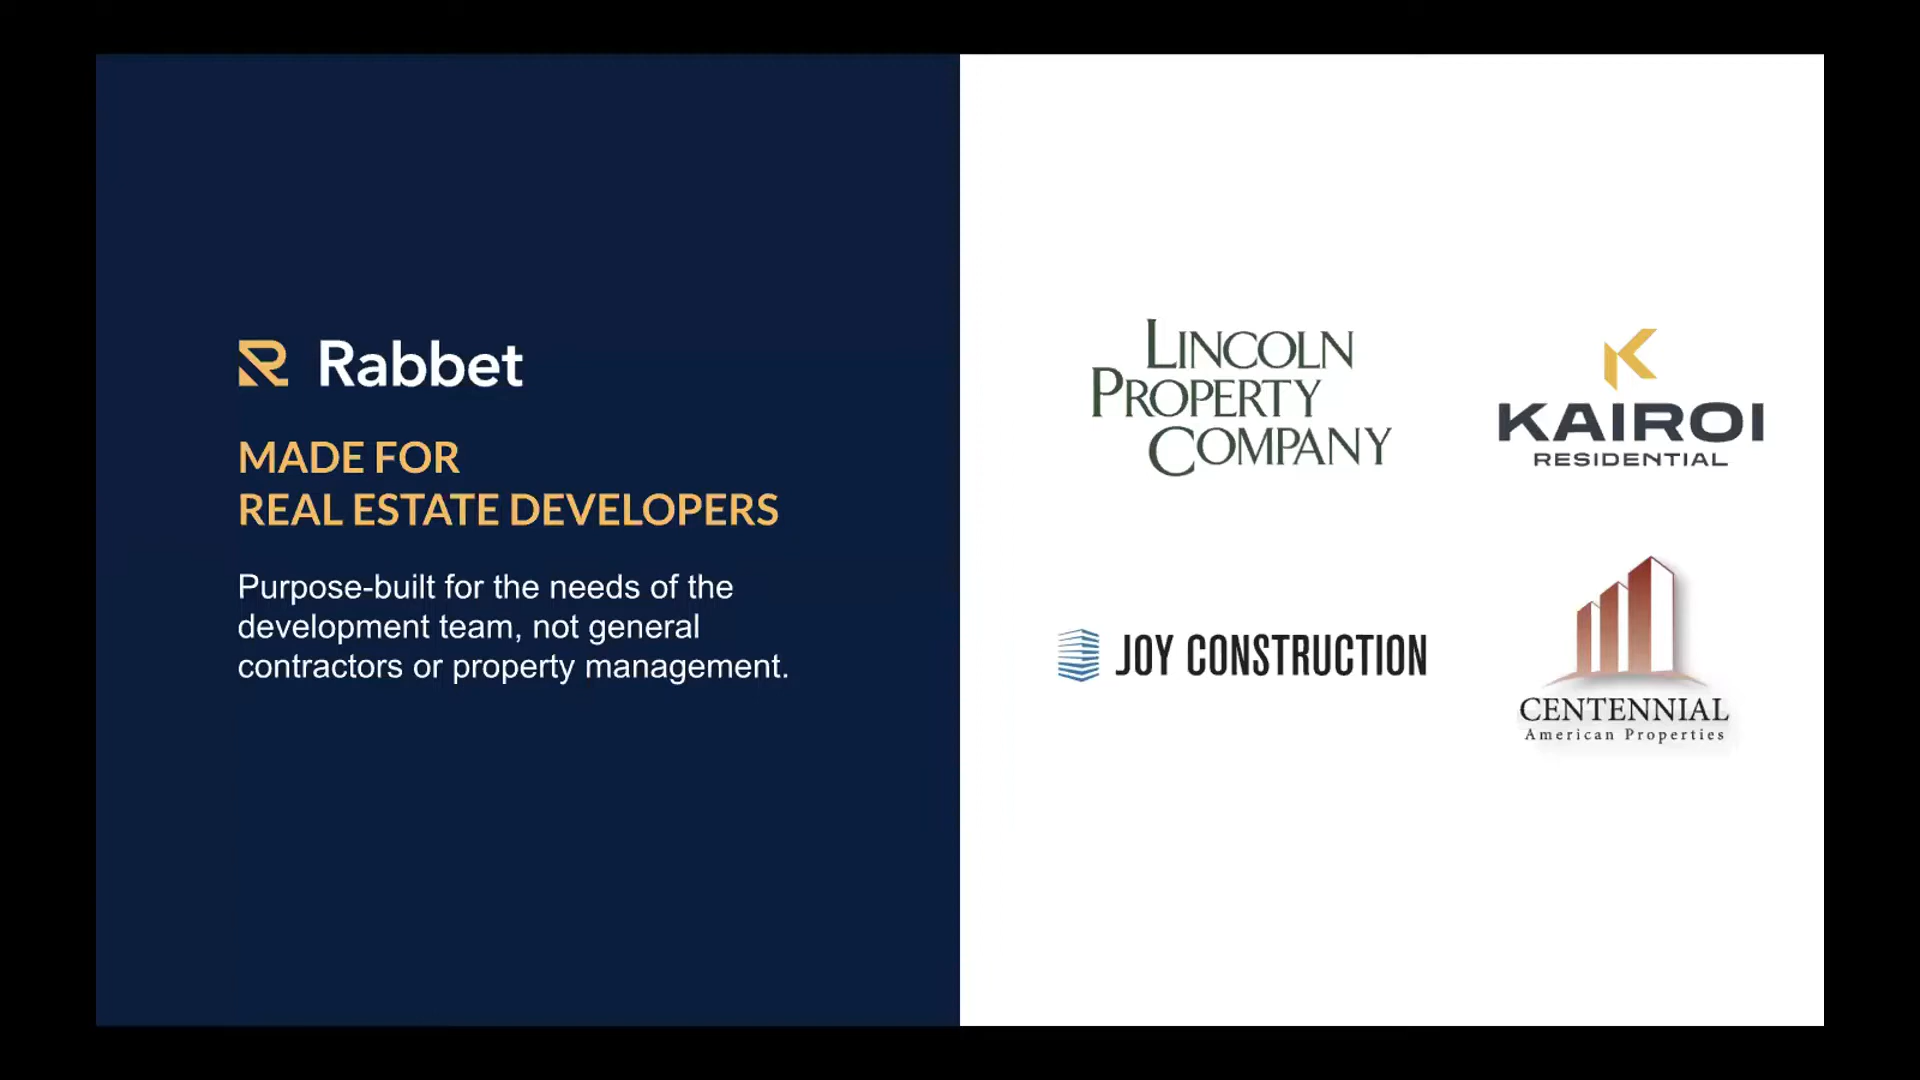 Rabbet
MADE FOR
REAL ESTATE DEVELOPERS
Purpose-built for the needs of the
development team, not general
contractors or property management.
LINCOLN
PROPERTY
COMPANY
KAIROI
RESIDENTIAL
JOY CONSTRUCTION
CENTENNIAL
American Properties